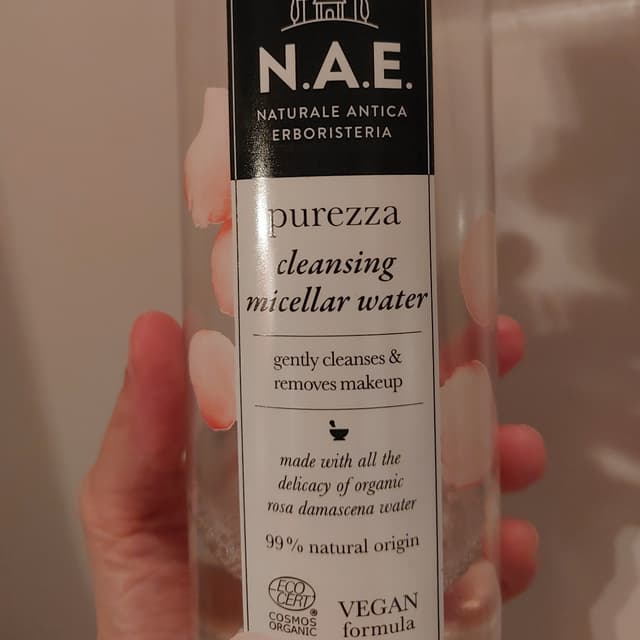 N.A.E.
NATURALE ANTICA
ERBORISTERIA
purezza
cleansing
micellar water
gently cleanses &
removes makeup
made with all the
delicacy of organic
rosa damascena water
99% natural origin
ECO
CERT
COSMOS
ORGANIC
VEGAN
formula